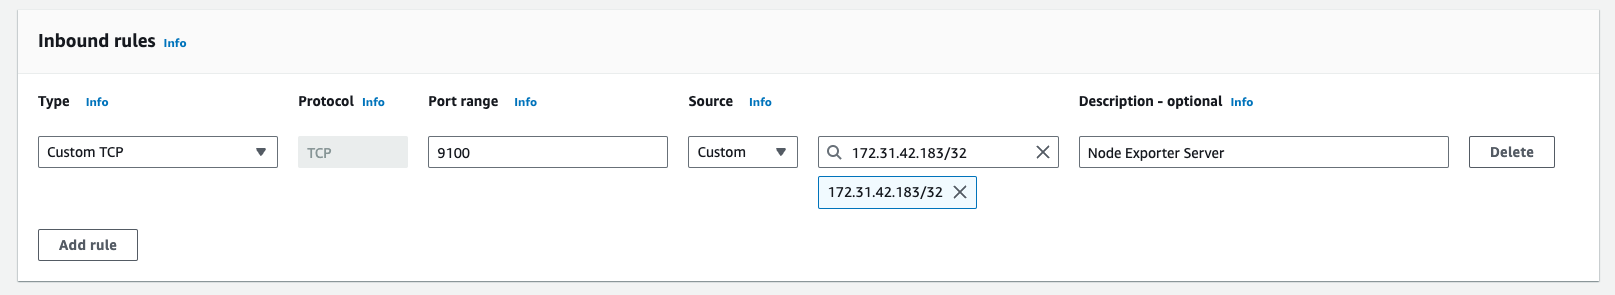 Inbound rules Info
Type Info Protocol Info Port range Info Source Info Description - optional Info
Custom TCP TCP 9100 Custom 172.31.42.183/32 Node Exporter Server Delete
172.31.42.183/32
Add rule